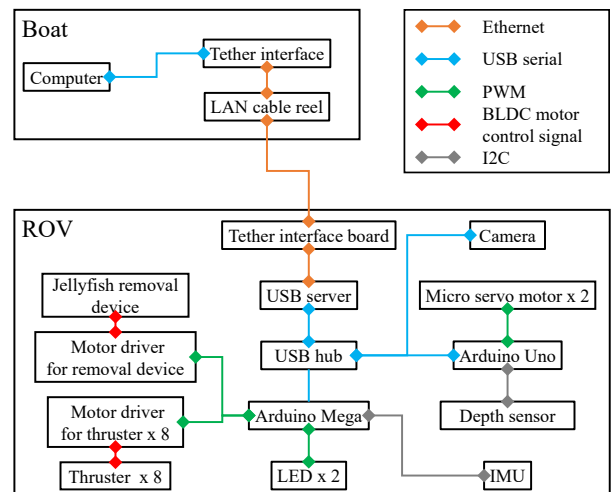 Boat
Tether interface
Computer
LAN cable reel
Ethernet
USB serial
PWM
BLDC motor
control signal
I2C
ROV
Tether interface board
Camera
Jellyfish removal
device
USB server
Micro servo motor x 2
Motor driver
for removal device
USB hub
Arduino Uno
Motor driver
for thruster x 8
Arduino Mega
Depth sensor
Thruster x 8
LED x 2
IMU